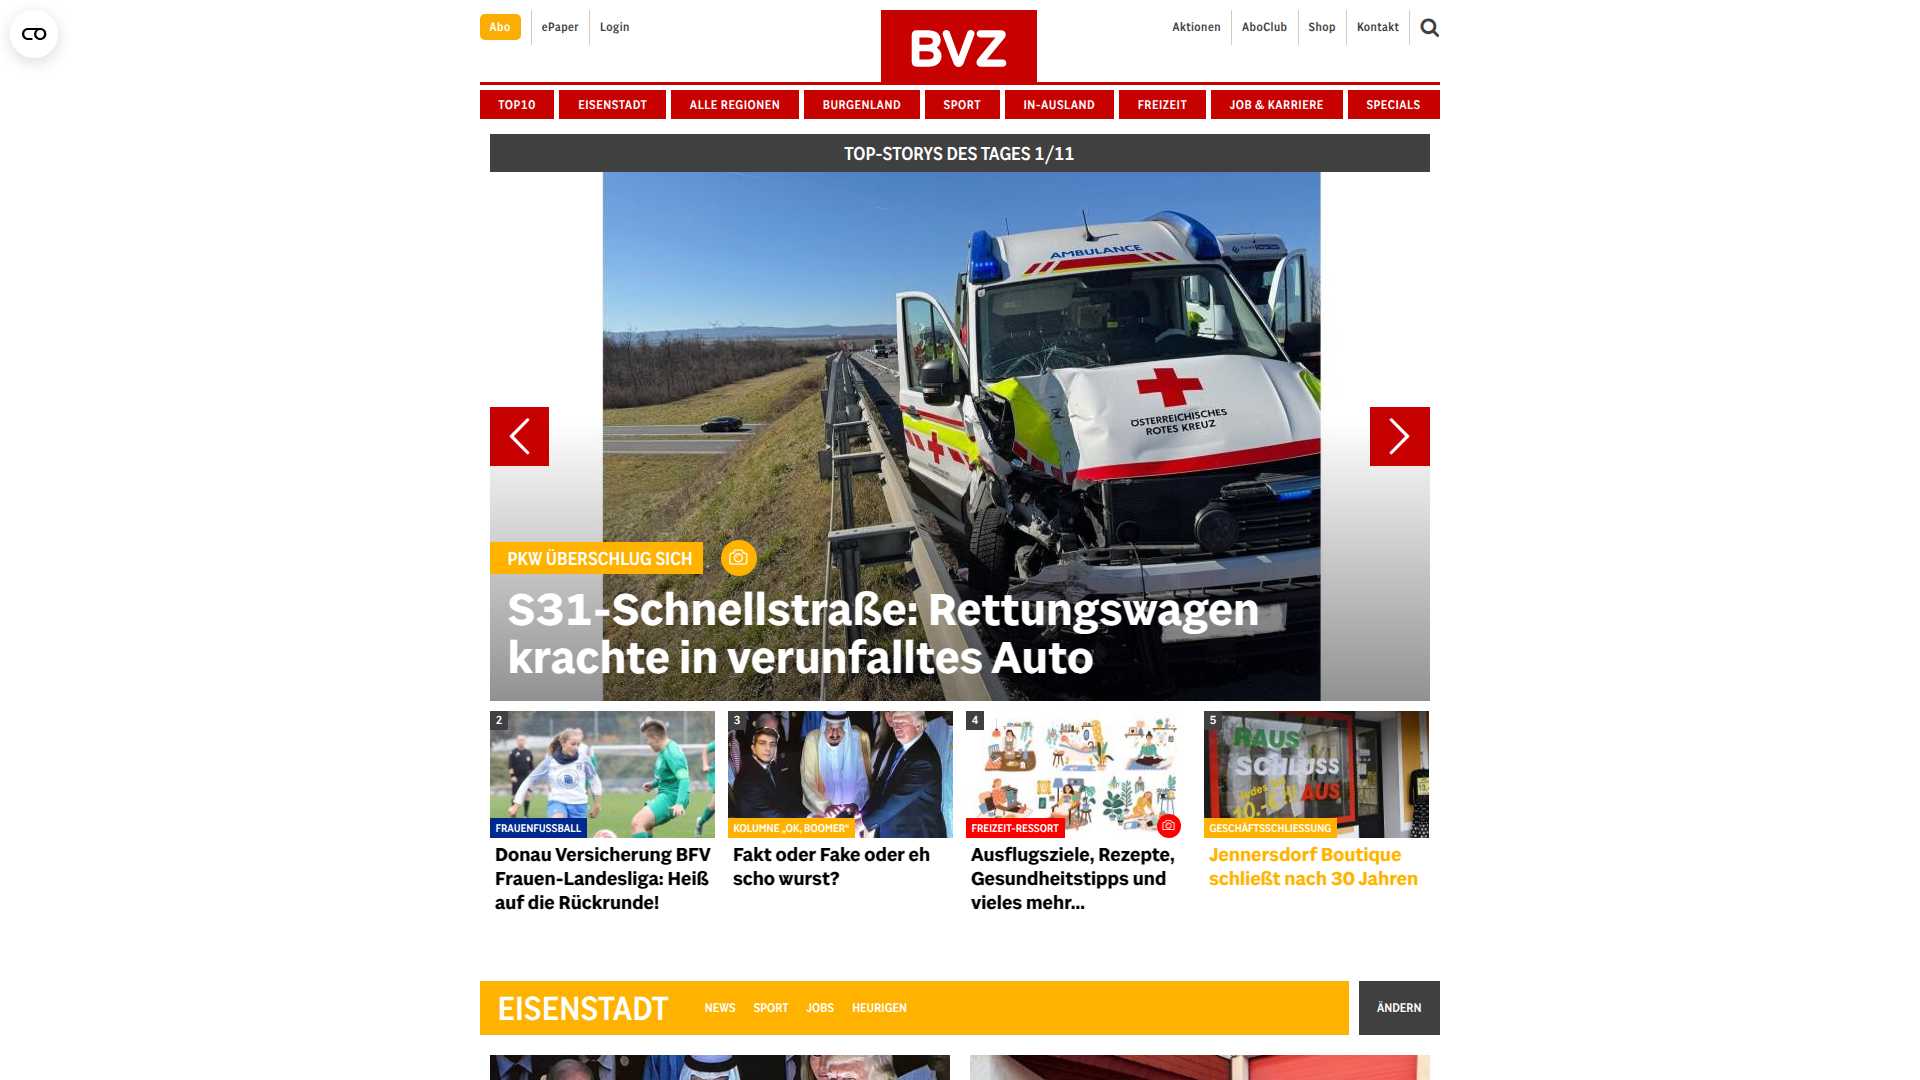 Abo
ePaper
Login
BVZ
Aktionen
AboClub
Shop
Kontakt
TOP10
EISENSTADT
ALLE REGIONEN
BURGENLAND
SPORT
IN-AUSLAND
FREIZEIT
JOB & KARRIERE
SPECIALS
TOP-STORYS DES TAGES 1/11
AMBULANCE
ÖSTERREICHISCHES
ROTES KREUZ
PKW ÜBERSCHLUG SICH
S31-Schnellstraße: Rettungswagen
krachte in verunfalltes Auto
2
FRAUENFUSSBALL
Donau Versicherung BFV
Frauen-Landesliga: Heiß
auf die Rückrunde!
3
KOLUMNE „OK, BOOMER“
Fakt oder Fake oder eh
scho wurst?
4
FREIZEIT-RESSORT
Ausflugsziele, Rezepte,
Gesundheitstipps und
vieles mehr...
5
RAUS
SCHLUSS
AUS
Jedes
10.-
GESCHÄFTSSCHLIESSUNG
Jennersdorf Boutique
schließt nach 30 Jahren
EISENSTADT
NEWS
SPORT
JOBS
HEURIGEN
ÄNDERN